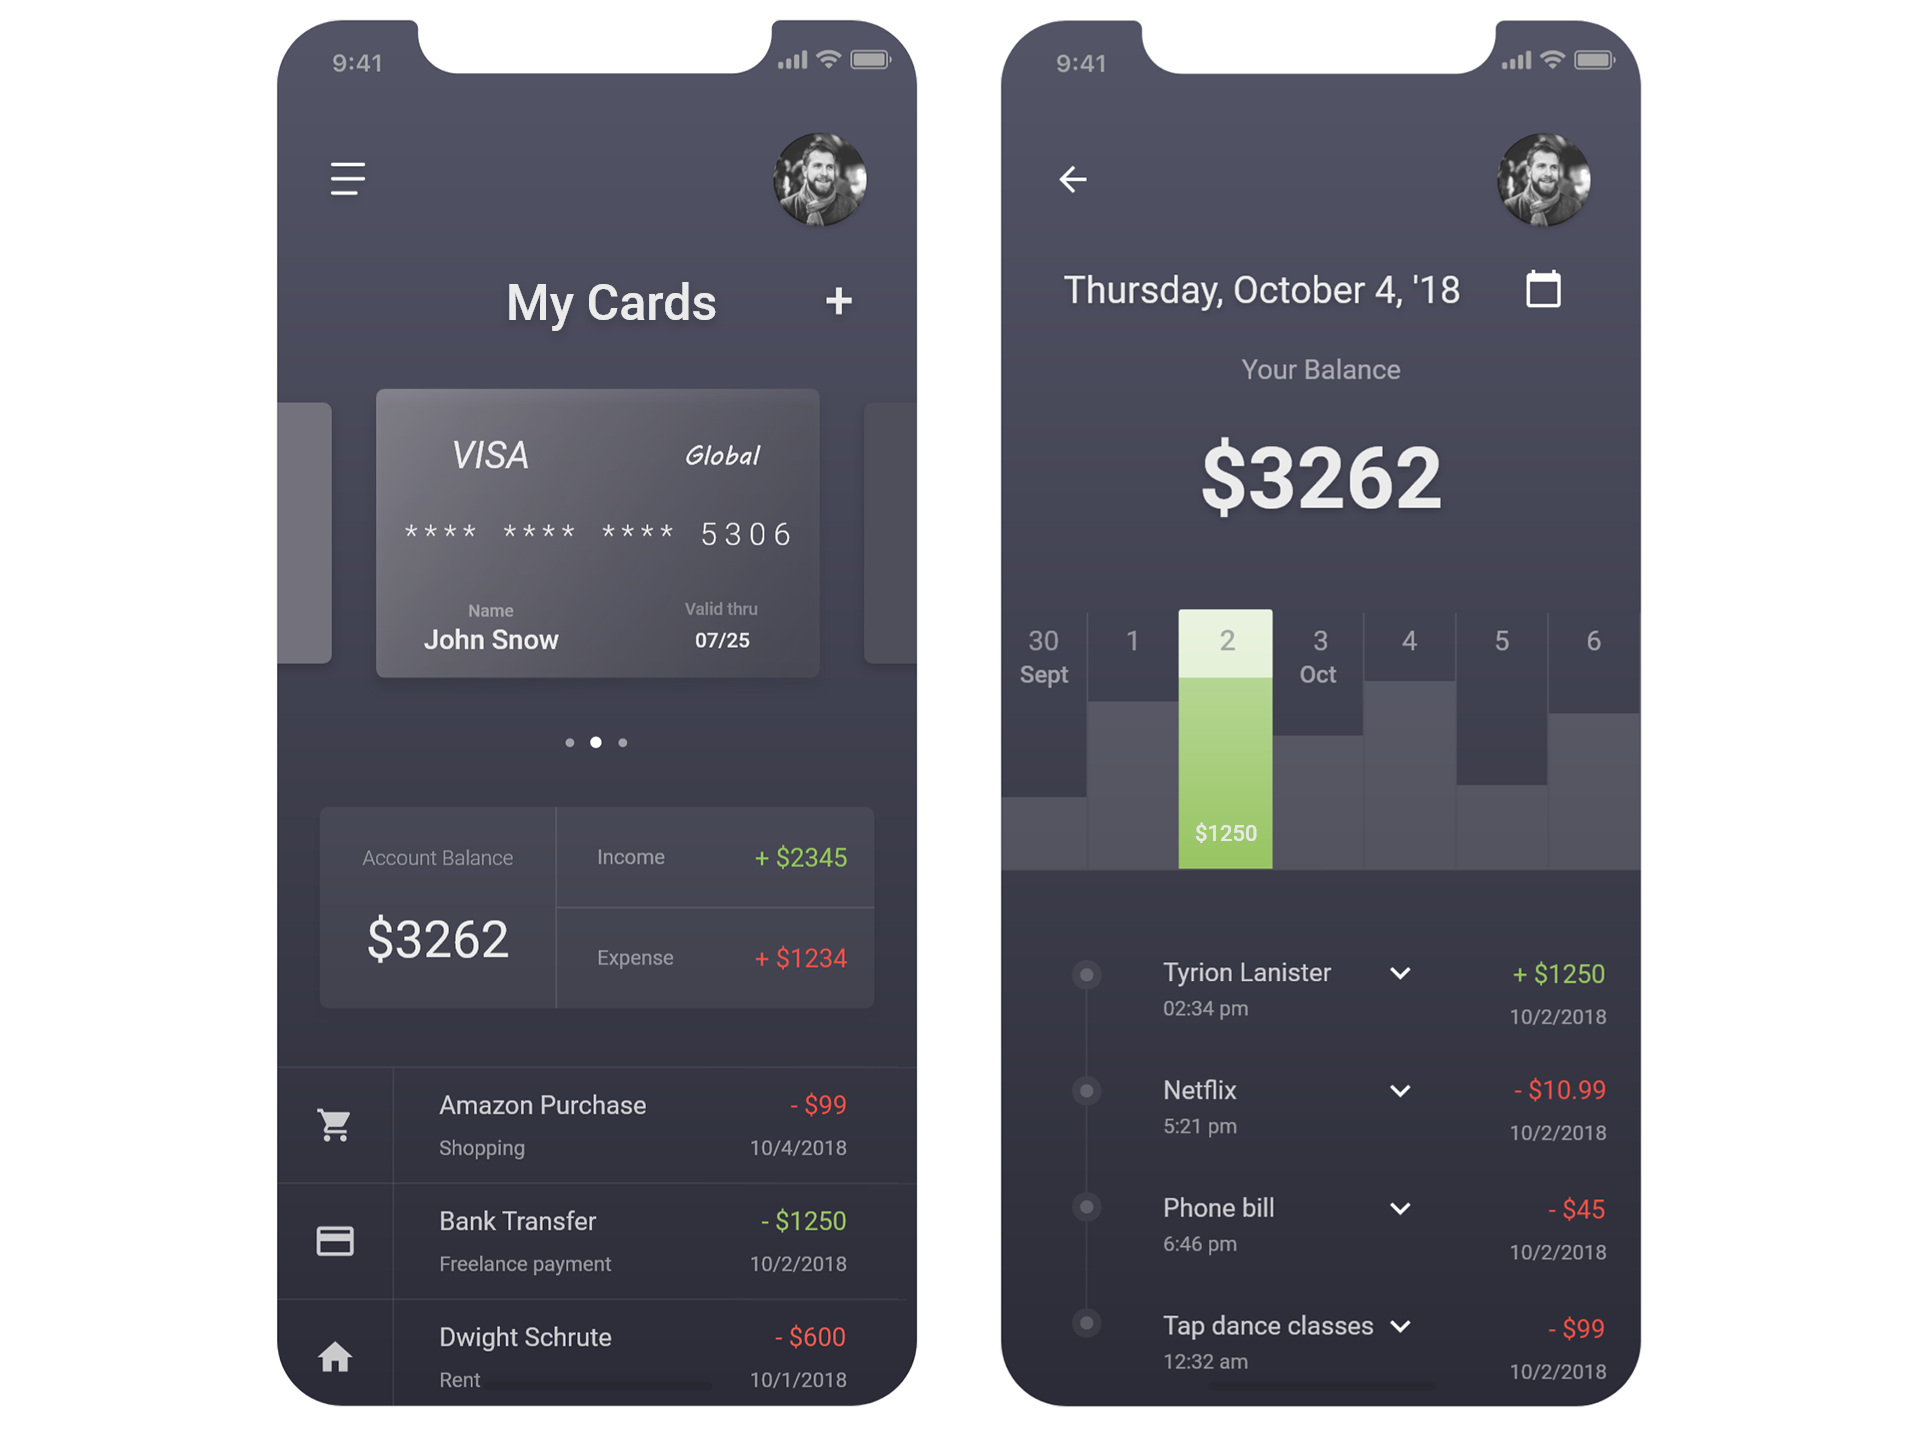 9:41
My Cards
+
VISA Global
**** **** **** 5306
Name Valid thru
John Snow 07/25
Account Balance
$3262
Income + $2345
Expense + $1234
Amazon Purchase - $99
Shopping 10/4/2018
Bank Transfer - $1250
Freelance payment 10/2/2018
Dwight Schrute - $600
Rent 10/1/2018
9:41
Thursday, October 4, '18
Your Balance
$3262
30 1 2 3 4 5 6
Sept Oct
$1250
Tyrion Lanister + $1250
02:34 pm 10/2/2018
Netflix - $10.99
5:21 pm 10/2/2018
Phone bill - $45
6:46 pm 10/2/2018
Tap dance classes - $99
12:32 am 10/2/2018